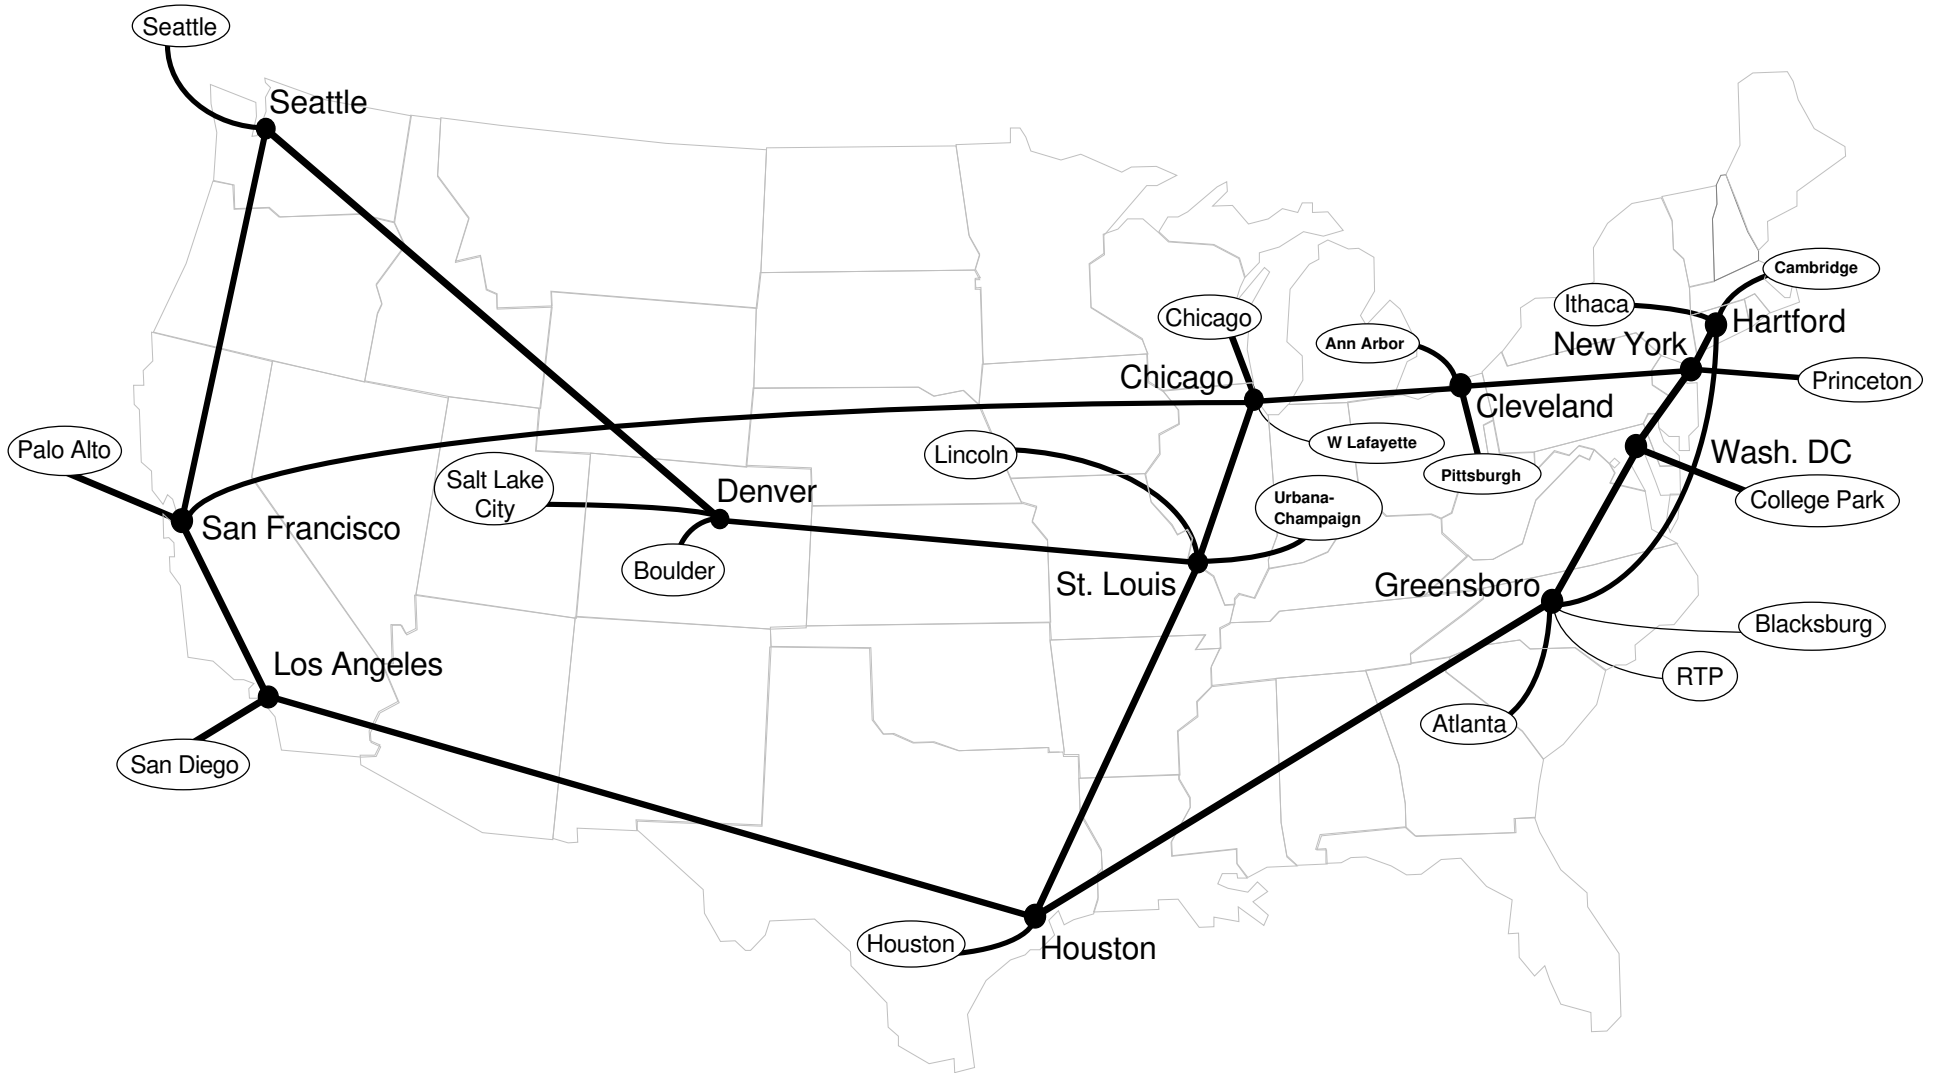 Seattle
Seattle
Cambridge
Ithaca
Hartford
Chicago
Ann Arbor
New York
Chicago
Princeton
Cleveland
Palo Alto
Lincoln
W Lafayette
Wash. DC
Salt Lake
City
Denver
Pittsburgh
Urbana-
Champaign
College Park
San Francisco
Boulder
St. Louis
Greensboro
Blacksburg
Los Angeles
RTP
Atlanta
San Diego
Houston
Houston